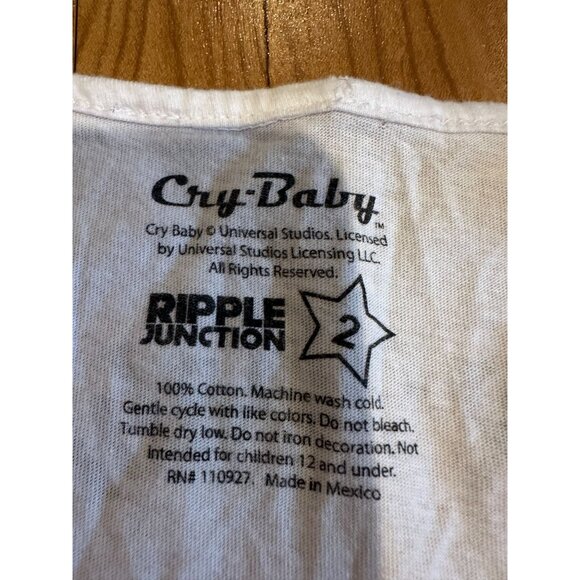 Cry-Baby™
Cry Baby © Universal Studios. Licensed
by Universal Studios Licensing LLC.
All Rights Reserved.
RIPPLE
JUNCTION
2
100% Cotton. Machine wash cold.
Gentle cycle with like colors. Do not bleach.
Tumble dry low. Do not iron decoration. Not
intended for children 12 and under.
RN# 110927. Made in Mexico